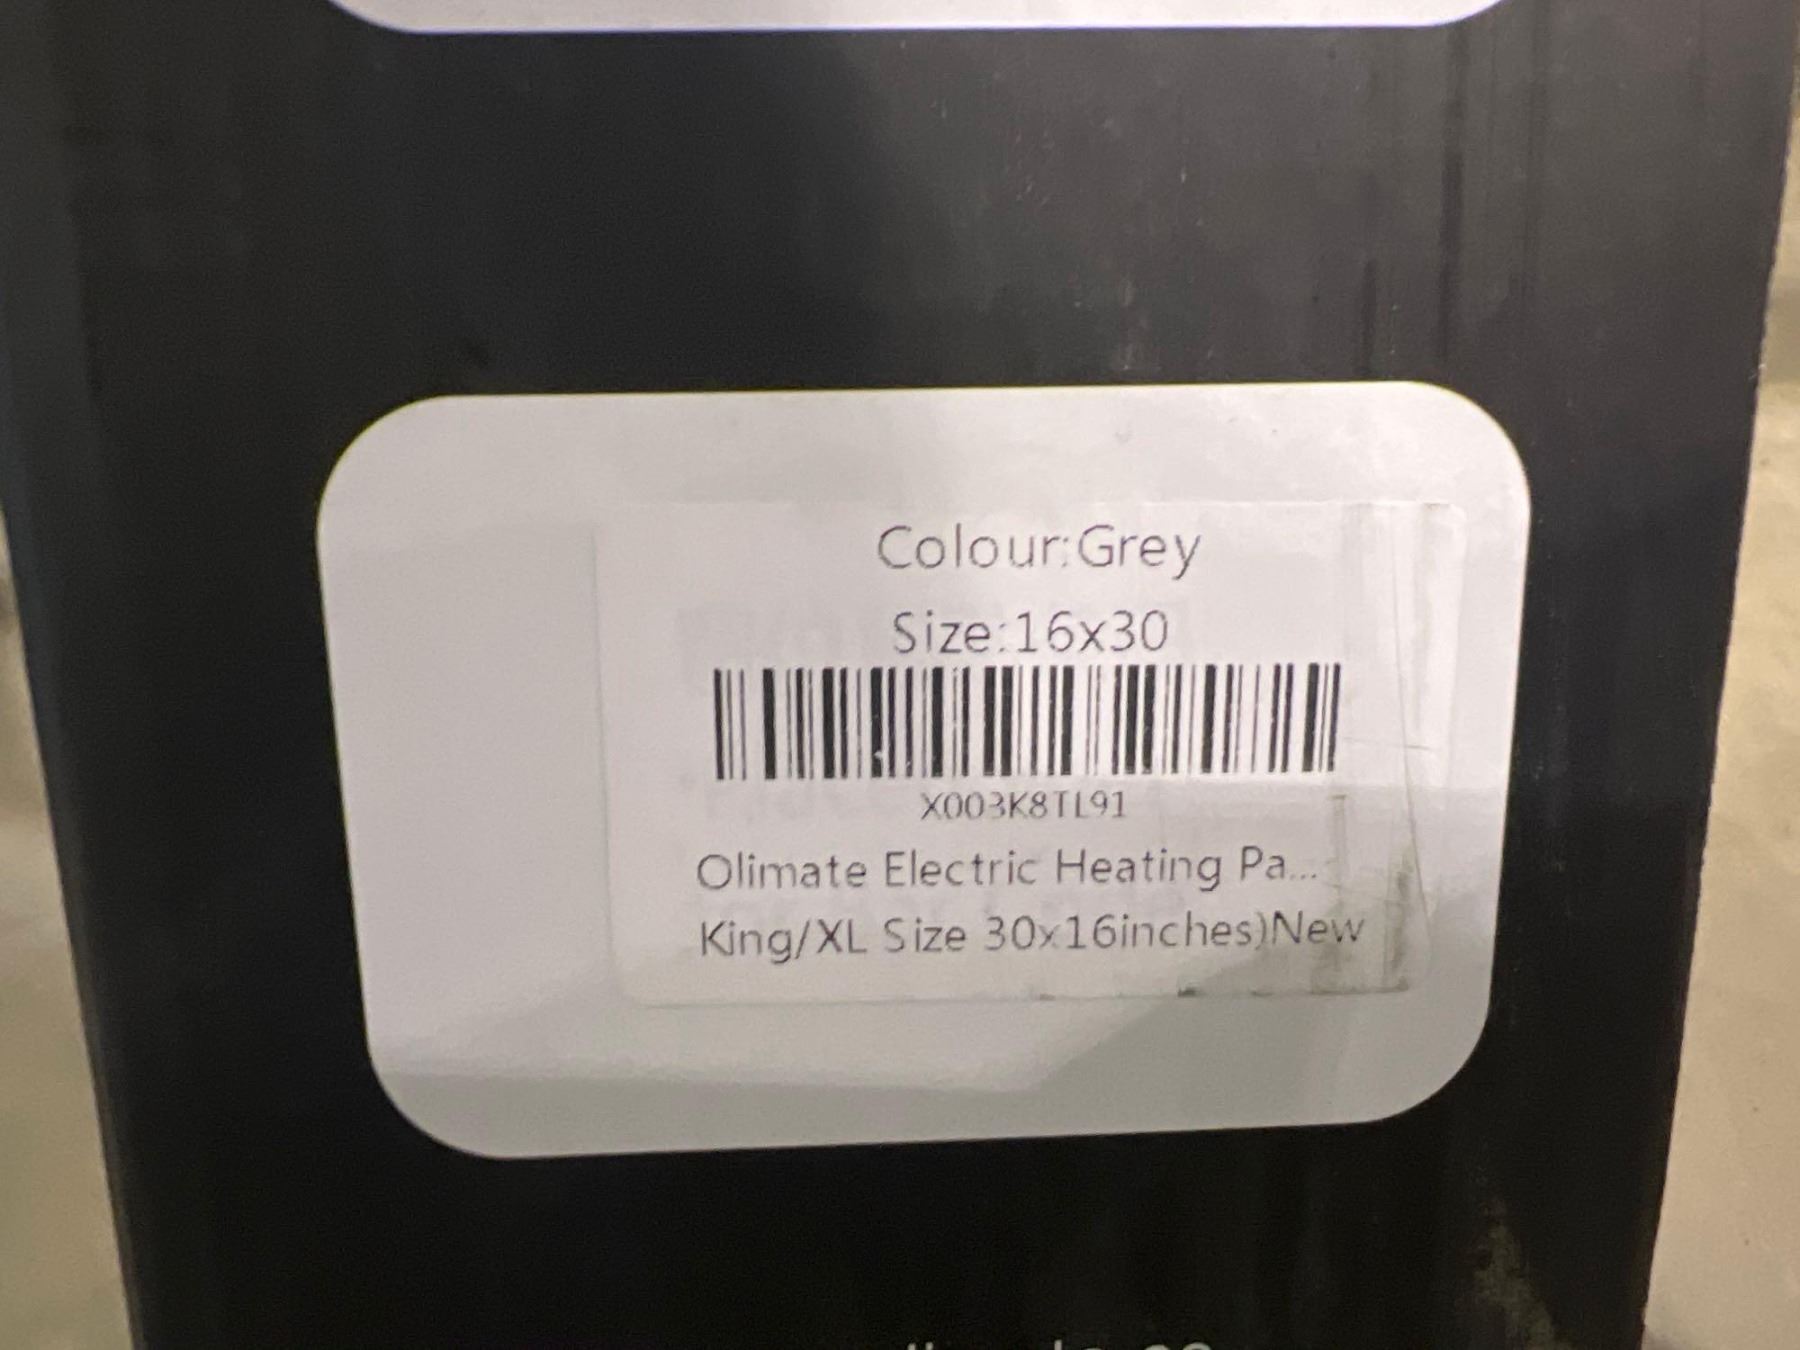 Colour:Grey
Size:16x30
X003K8TL91
Olimate Electric Heating Pa...
King/XL Size 30x16inches)New